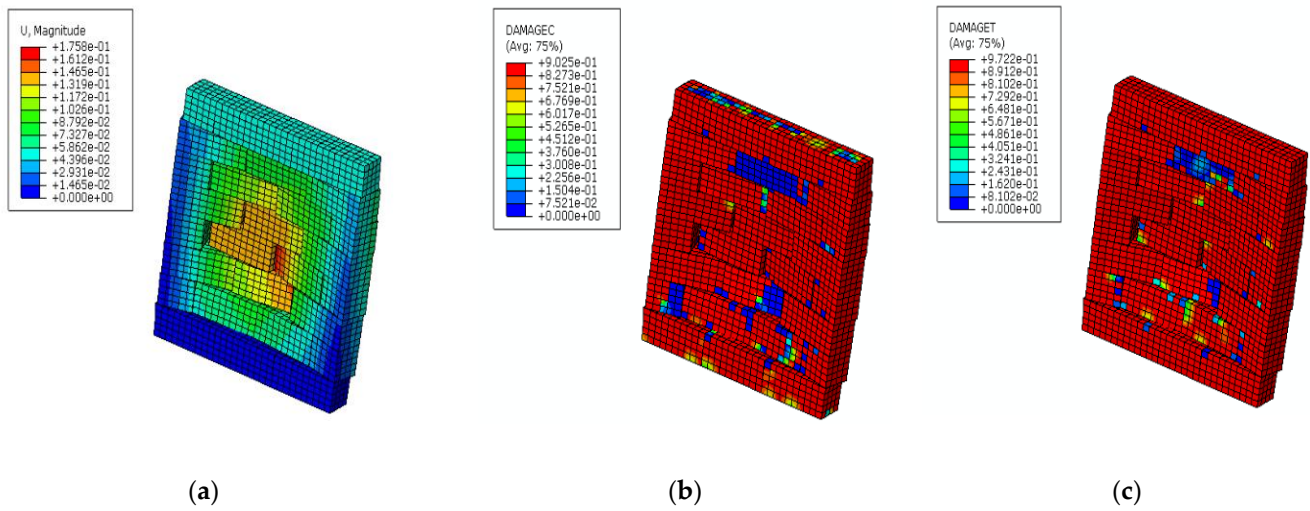 U, Magnitude
+1.758e-01
+1.612e-01
+1.465e-01
+1.319e-01
+1.172e-01
+1.026e-01
+8.792e-02
+7.327e-02
+5.862e-02
+4.396e-02
+2.931e-02
+1.465e-02
+0.000e+00
DAMAGEC
(Avg: 75%)
+9.025e-01
+8.273e-01
+7.521e-01
+6.769e-01
+6.017e-01
+5.265e-01
+4.512e-01
+3.760e-01
+3.008e-01
+2.256e-01
+1.504e-01
+7.521e-02
+0.000e+00
DAMAGET
(Avg: 75%)
+9.722e-01
+8.912e-01
+8.102e-01
+7.292e-01
+6.481e-01
+5.671e-01
+4.861e-01
+4.051e-01
+3.241e-01
+2.431e-01
+1.620e-01
+8.102e-02
+0.000e+00
(a)
(b)
(c)